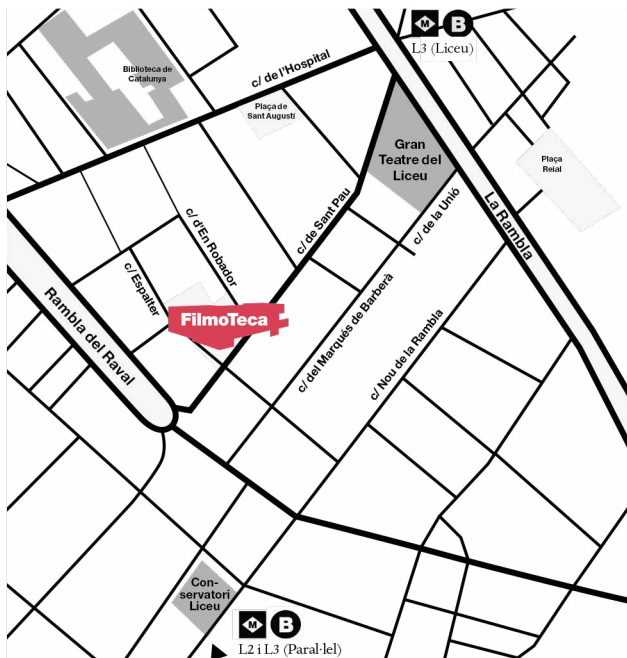 M B
L3 (Liceu)
Biblioteca de
Catalunya
c/ de l'Hospital
Plaça de
Sant Augustí
Gran
Teatre del
Liceu
Plaça
Reial
La Rambla
c/ de la Unió
c/ de Sant Pau
c/ d'En Robador
c/ Espalter
Rambla del Raval
FilmoTeca
c/ del Marqués de Barberà
c/ Nou de la Rambla
Con-
servatori
Liceu
M B
L2 i L3 (Paral·lel)